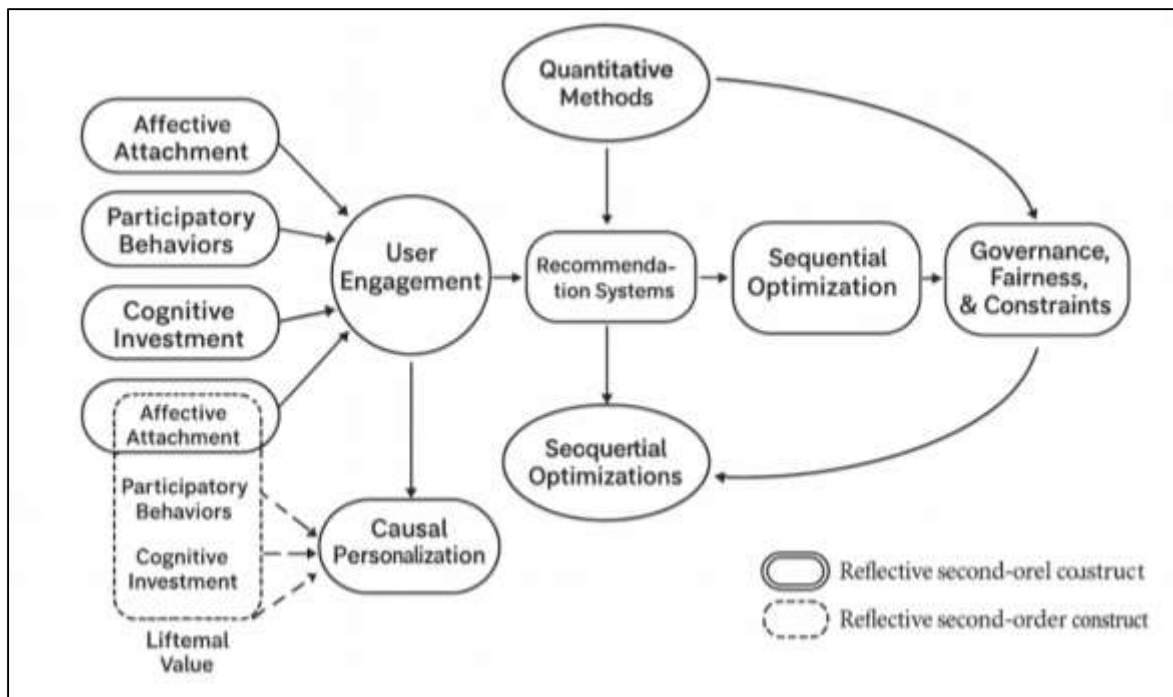 Quantitative
Methods
Affective
Attachment
Participatory
Behaviors
Cognitive
Investment
Affective
Attachment
Participatory
Behaviors
Cognitive
Investment
Liftemal
Value
User
Engagement
Causal
Personalization
Recommenda-
tion Systems
Sequential
Optimization
Governance,
Fairness,
& Constraints
Secquertial
Optimizations
Reflective second-orel coustruct
Reflective second-order construct